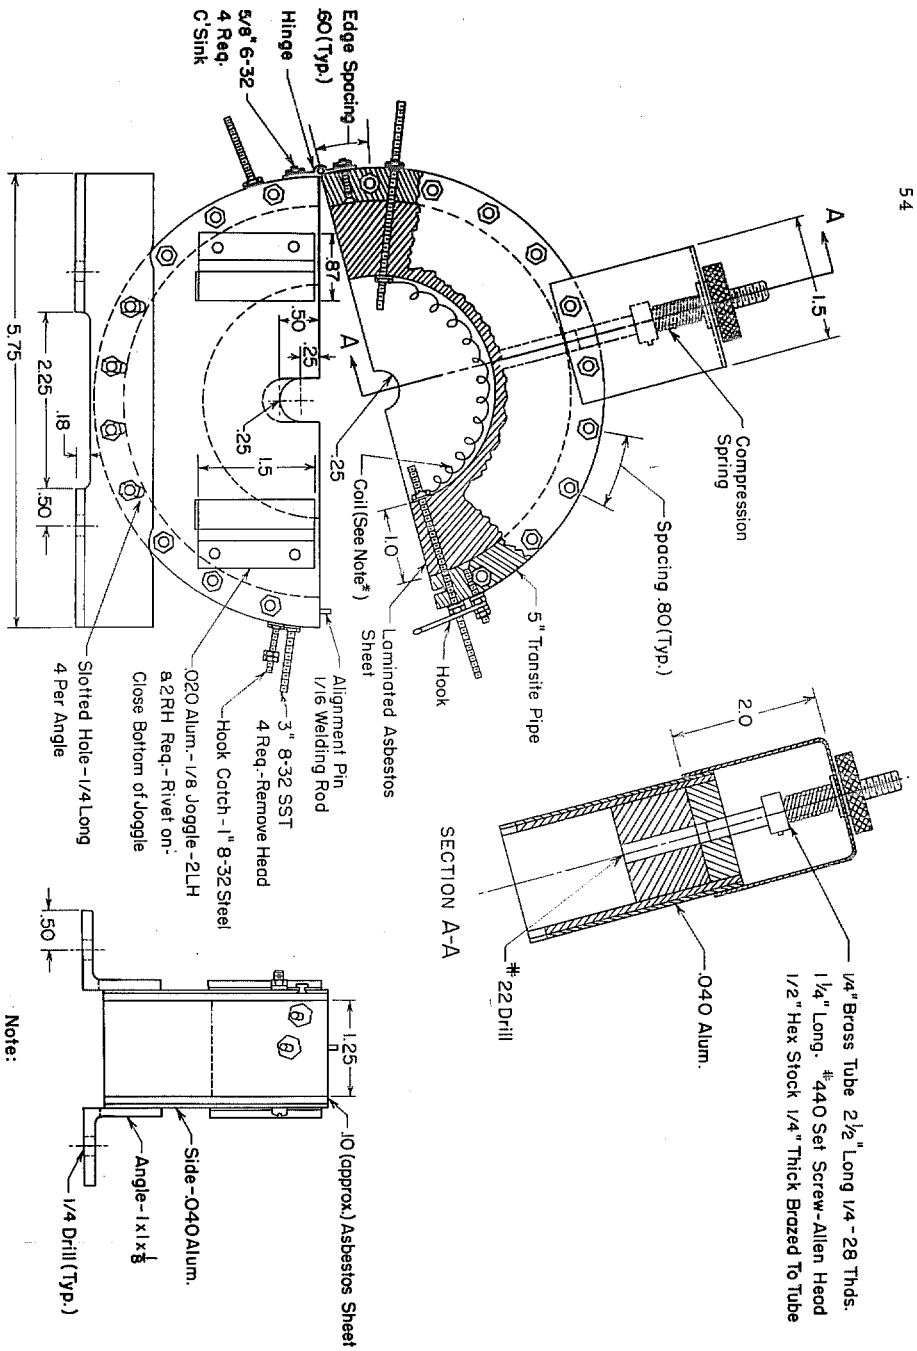 54
Edge Spacing
.60 (Typ.)
Hinge
5/8" 6-32
4 Req.
C'Sink
A
1.5
Compression
Spring
Spacing .80 (Typ.)
5" Transite Pipe
Hook
Laminated Asbestos
Sheet
1.0
Coil (See Note*)
.25
A
.87
.50
.25
.25
1.5
Alignment Pin
1/16 Welding Rod
3" 8-32 SST
4 Req.-Remove Head
Hook Catch-1" 8-32 Steel
.020 Alum.-1/8 Joggle-2LH
& 2RH Req.-Rivet on-
Close Bottom of Joggle
Slotted Hole-1/4 Long
4 Per Angle
5.75
2.25
.18
.50
2.0
SECTION A-A
1/4" Brass Tube 2 1/2" Long 1/4-28 Thds.
1 1/4" Long. #440 Set Screw-Allen Head
1/2" Hex Stock 1/4" Thick Brazed To Tube
.040 Alum.
#22 Drill
.50
1.25
.10 (approx.) Asbestos Sheet
Side-.040 Alum.
Angle-1x1x1/8
1/4 Drill (Typ.)
Note: